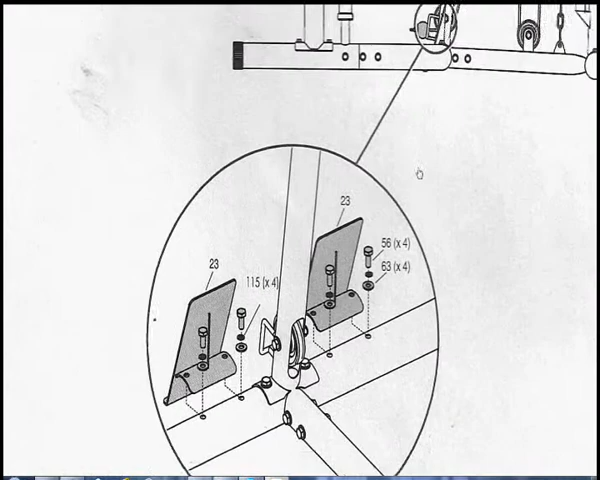 23
56 (x 4)
63 (x 4)
23
115 (x 4)